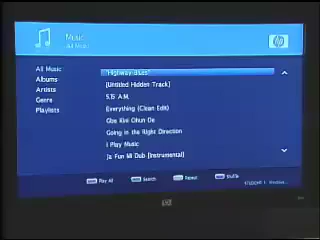 Music
All Music
hp
All Music
Albums
Artists
Genre
Playlists
"Highway Blues"
[Untitled Hidden Track]
5.15 A.M.
Everything (Clean Edit)
Gbe Kini Ohun De
Going in the Right Direction
I Play Music
Ja Fun Mi Dub [Instrumental]
Play All
Search
Repeat
Shuffle
hp